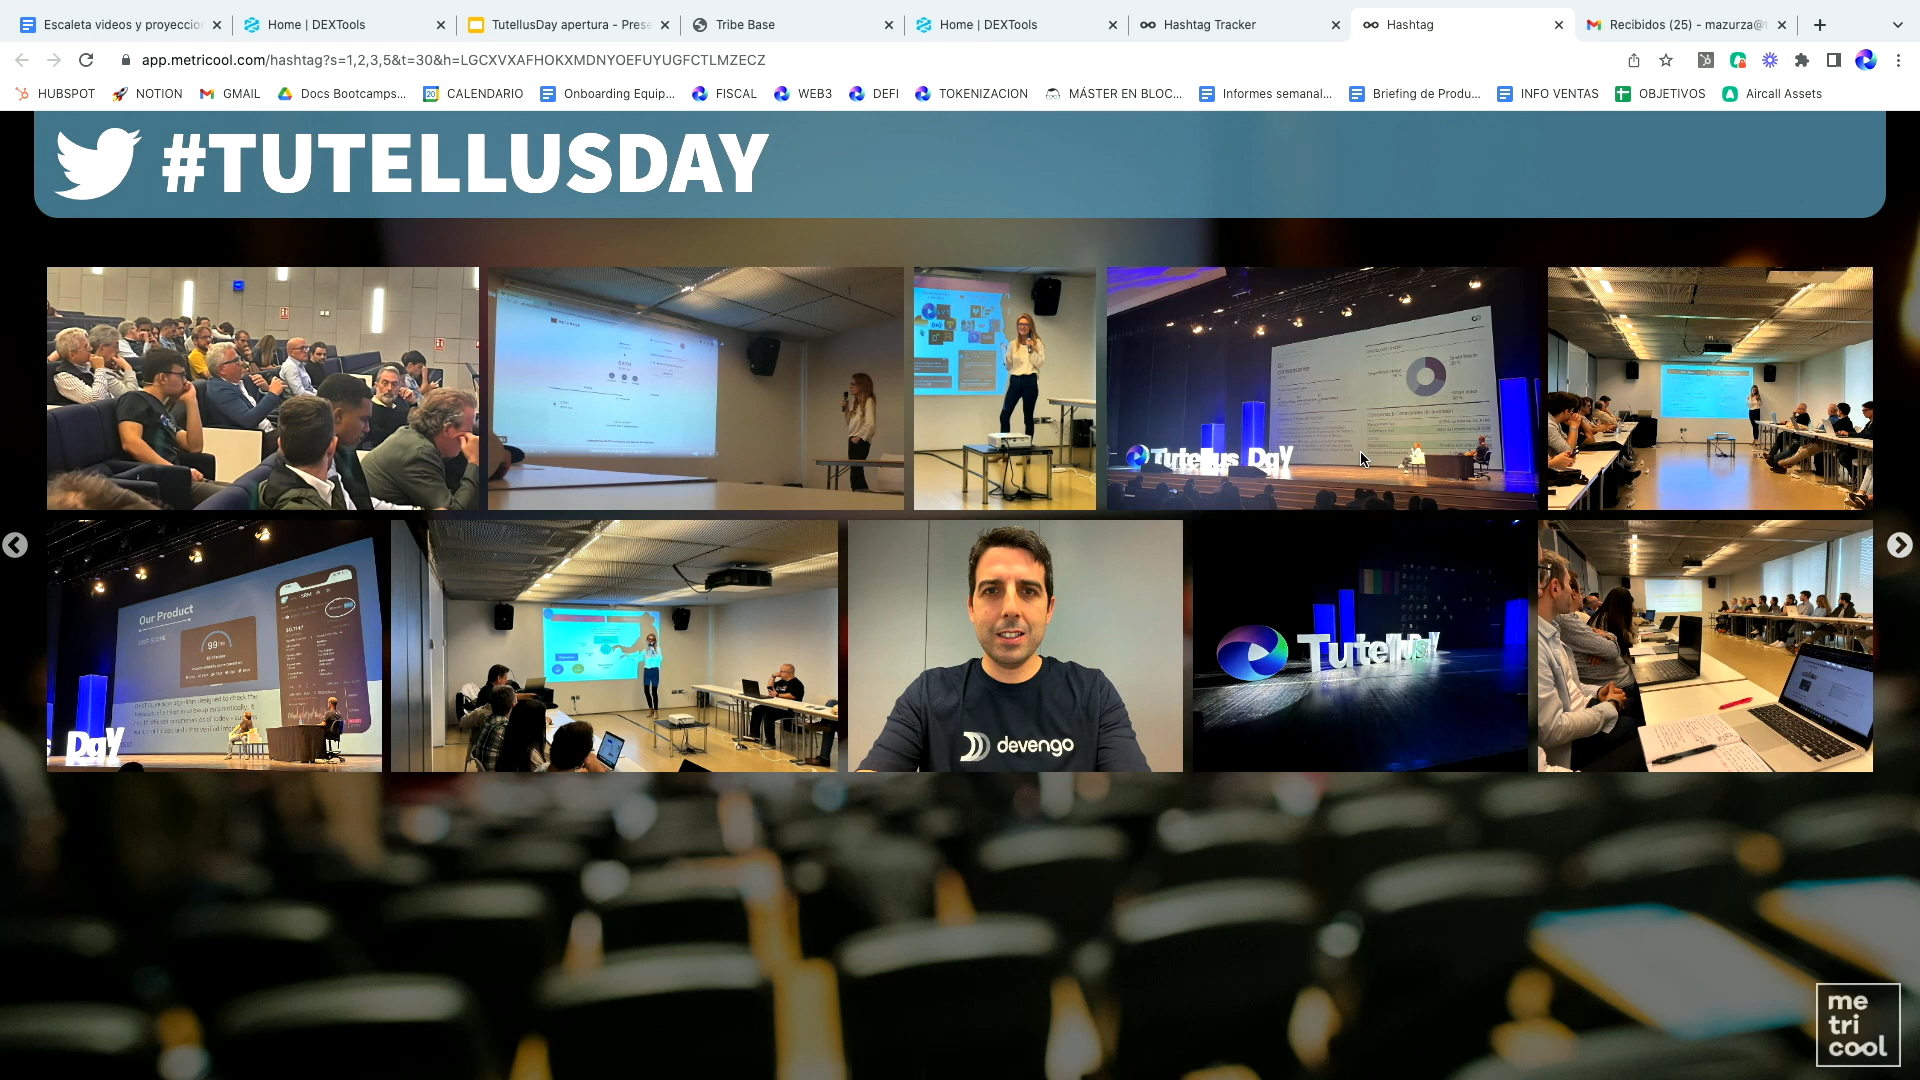 Escaleta videos y proyeccion
Home | DEXTools
TutellusDay apertura - Prese
Tribe Base
Home | DEXTools
Hashtag Tracker
Hashtag
Recibidos (25) - mazurza@t
app.metricool.com/hashtag?s=1,2,3,5&t=30&h=LGCXVXAFHOKXMDNYOEFUYUGFCTLMZECZ
HUBSPOT
NOTION
GMAIL
Docs Bootcamps...
CALENDARIO
Onboarding Equip...
FISCAL
WEB3
DEFI
TOKENIZACION
MÁSTER EN BLOC...
Informes semanal...
Briefing de Produ...
INFO VENTAS
OBJETIVOS
Aircall Assets
#TUTELLUSDAY
Tutellus Day
Our Product
99
Day
devengo
Tutellus
me
tri
cool